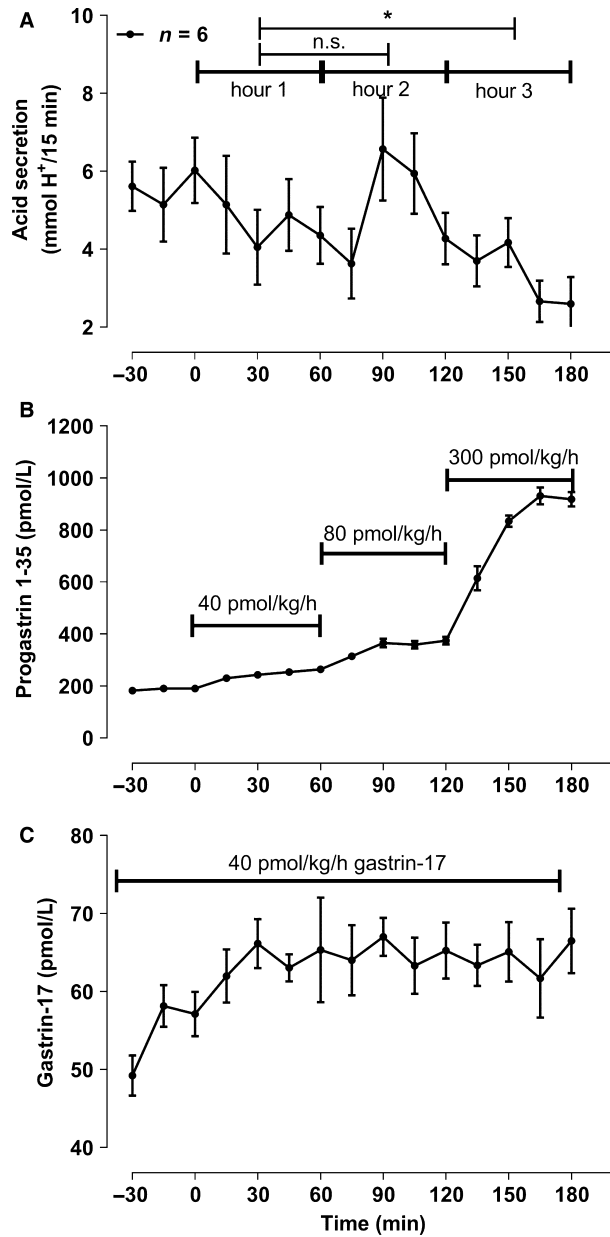 A
n = 6
*
n.s.
hour 1 hour 2 hour 3
Acid secretion
(mmol H⁺/15 min)
10
8
6
4
2
–30 0 30 60 90 120 150 180
B
Progastrin 1-35 (pmol/L)
1200
1000
800
600
400
200
0
300 pmol/kg/h
80 pmol/kg/h
40 pmol/kg/h
–30 0 30 60 90 120 150 180
C
Gastrin-17 (pmol/L)
80
70
60
50
40
40 pmol/kg/h gastrin-17
–30 0 30 60 90 120 150 180
Time (min)